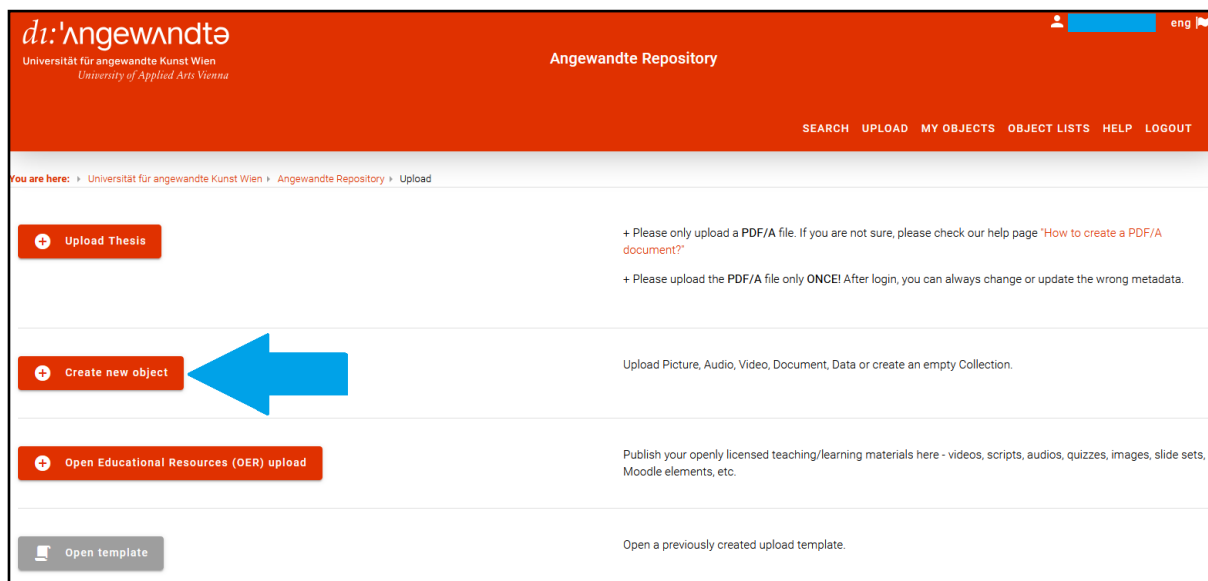 dı:'ʌngewʌndtə
Universität für angewandte Kunst Wien
University of Applied Arts Vienna
eng
Angewandte Repository
SEARCH UPLOAD MY OBJECTS OBJECT LISTS HELP LOGOUT
You are here: Universität für angewandte Kunst Wien Angewandte Repository Upload
Upload Thesis
+ Please only upload a PDF/A file. If you are not sure, please check our help page "How to create a PDF/A
document?"
+ Please upload the PDF/A file only ONCE! After login, you can always change or update the wrong metadata.
Create new object
Upload Picture, Audio, Video, Document, Data or create an empty Collection.
Open Educational Resources (OER) upload
Publish your openly licensed teaching/learning materials here - videos, scripts, audios, quizzes, images, slide sets,
Moodle elements, etc.
Open template
Open a previously created upload template.